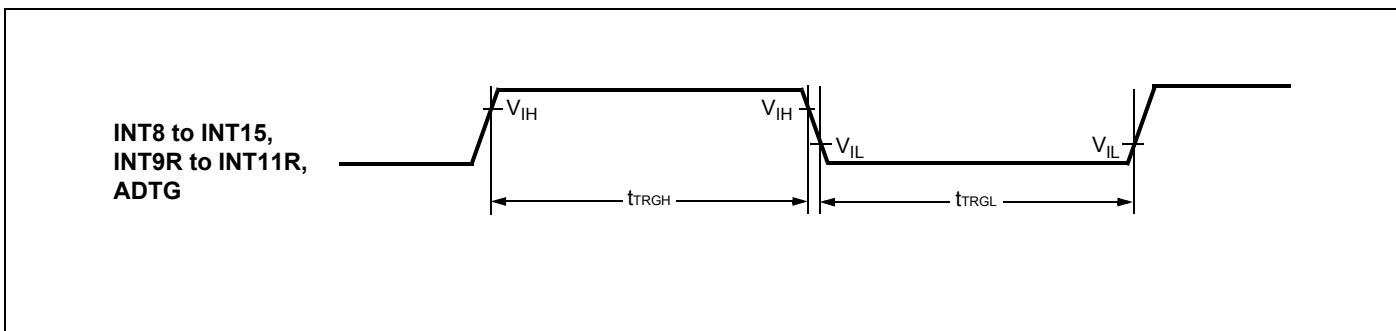 INT8 to INT15,
INT9R to INT11R,
ADTG
VIH
VIH
VIL
VIL
tTRGH
tTRGL